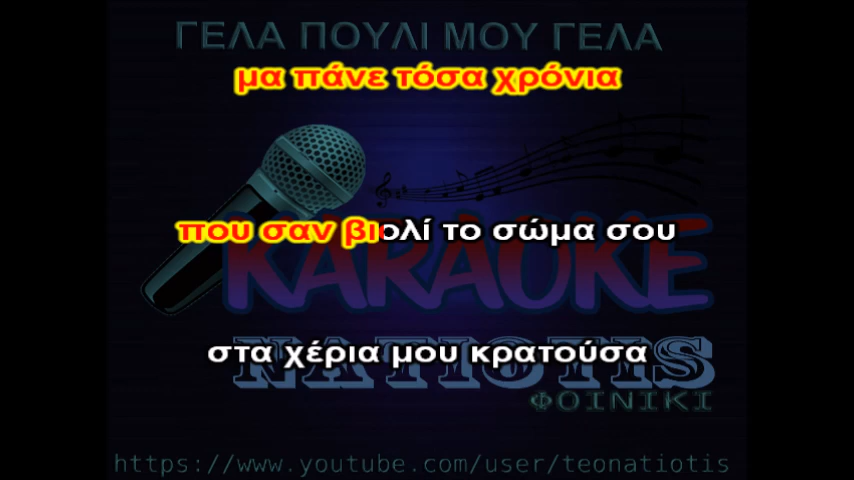 ΓΕΛΑ ΠΟΥΛΙ ΜΟΥ ΓΕΛΑ
μα πάνε τόσα χρόνια
που σαν βιολί το σώμα σου
KARAOKE
στα χέρια μου κρατούσα
NATIOTIS
ΦΟΙΝΙΚΙ
https://www.youtube.com/user/teonatiotis